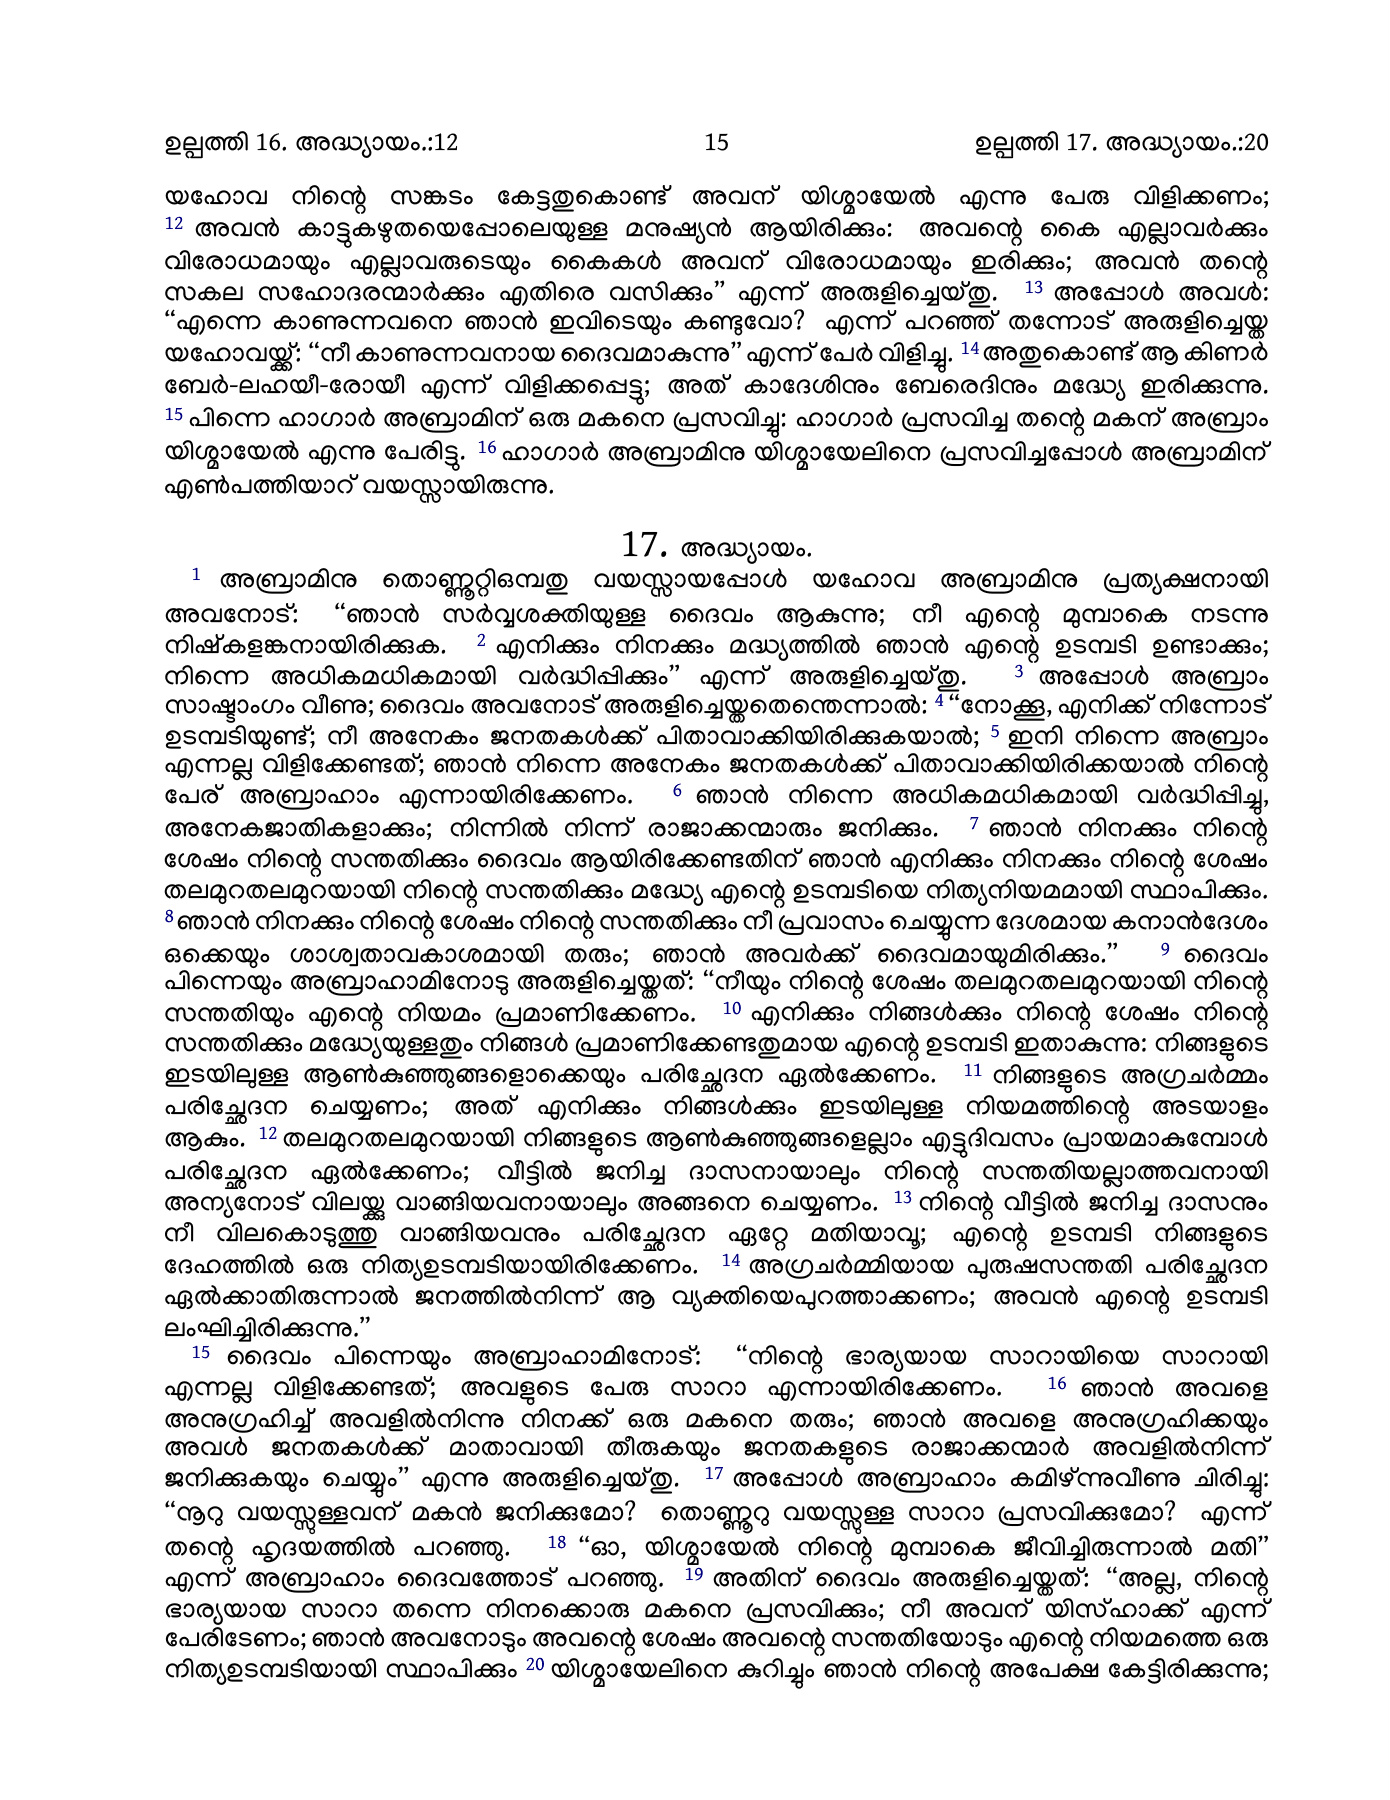 ഉല്പത്തി 16. അദ്ധ്യായം.:12 15 ഉല്പത്തി 17. അദ്ധ്യായം.:20
യഹോവ നിന്റെ സങ്കടം കേട്ടതുകൊണ്ട് അവന് യിശ്മായേൽ എന്നു പേരു വിളിക്കണം;
12 അവൻ കാട്ടുകഴുതയെപ്പോലെയുള്ള മനുഷ്യൻ ആയിരിക്കും: അവന്റെ കൈ എല്ലാവർക്കും
വിരോധമായും എല്ലാവരുടെയും കൈകൾ അവന് വിരോധമായും ഇരിക്കും; അവൻ തന്റെ
സകല സഹോദരന്മാർക്കും എതിരെ വസിക്കും” എന്ന് അരുളിച്ചെയ്തു. 13 അപ്പോൾ അവൾ:
“എന്നെ കാണുന്നവനെ ഞാൻ ഇവിടെയും കണ്ടുവോ? എന്ന് പറഞ്ഞ് തന്നോട് അരുളിച്ചെയ്ത
യഹോവയ്ക്ക്: “നീ കാണുന്നവനായ ദൈവമാകുന്നു” എന്ന് പേർ വിളിച്ചു. 14 അതുകൊണ്ട് ആ കിണർ
ബേർ-ലഹയീ-രോയീ എന്ന് വിളിക്കപ്പെട്ടു; അത് കാദേശിനും ബേരെദിനും മദ്ധ്യേ ഇരിക്കുന്നു.
15 പിന്നെ ഹാഗാർ അബ്രാമിന് ഒരു മകനെ പ്രസവിച്ചു: ഹാഗാർ പ്രസവിച്ച തന്റെ മകന് അബ്രാം
യിശ്മായേൽ എന്നു പേരിട്ടു. 16 ഹാഗാർ അബ്രാമിനു യിശ്മായേലിനെ പ്രസവിച്ചപ്പോൾ അബ്രാമിന്
എൺപത്തിയാറ് വയസ്സായിരുന്നു.
17. അദ്ധ്യായം.
1 അബ്രാമിനു തൊണ്ണൂറ്റിഒമ്പതു വയസ്സായപ്പോൾ യഹോവ അബ്രാമിനു പ്രത്യക്ഷനായി
അവനോട്: “ഞാൻ സർവ്വശക്തിയുള്ള ദൈവം ആകുന്നു; നീ എന്റെ മുമ്പാകെ നടന്നു
നിഷ്കളങ്കനായിരിക്കുക. 2 എനിക്കും നിനക്കും മദ്ധ്യത്തിൽ ഞാൻ എന്റെ ഉടമ്പടി ഉണ്ടാക്കും;
നിന്നെ അധികമധികമായി വർദ്ധിപ്പിക്കും” എന്ന് അരുളിച്ചെയ്തു. 3 അപ്പോൾ അബ്രാം
സാഷ്ടാംഗം വീണു; ദൈവം അവനോട് അരുളിച്ചെയ്തതെന്തെന്നാൽ: 4 “നോക്കൂ, എനിക്ക് നിന്നോട്
ഉടമ്പടിയുണ്ട്; നീ അനേകം ജനതകൾക്ക് പിതാവാക്കിയിരിക്കുകയാൽ; 5 ഇനി നിന്നെ അബ്രാം
എന്നല്ല വിളിക്കേണ്ടത്; ഞാൻ നിന്നെ അനേകം ജനതകൾക്ക് പിതാവാക്കിയിരിക്കയാൽ നിന്റെ
പേര് അബ്രാഹാം എന്നായിരിക്കേണം. 6 ഞാൻ നിന്നെ അധികമധികമായി വർദ്ധിപ്പിച്ചു,
അനേകജാതികളാക്കും; നിന്നിൽ നിന്ന് രാജാക്കന്മാരും ജനിക്കും. 7 ഞാൻ നിനക്കും നിന്റെ
ശേഷം നിന്റെ സന്തതിക്കും ദൈവം ആയിരിക്കേണ്ടതിന് ഞാൻ എനിക്കും നിനക്കും നിന്റെ ശേഷം
തലമുറതലമുറയായി നിന്റെ സന്തതിക്കും മദ്ധ്യേ എന്റെ ഉടമ്പടിയെ നിത്യനിയമമായി സ്ഥാപിക്കും.
8 ഞാൻ നിനക്കും നിന്റെ ശേഷം നിന്റെ സന്തതിക്കും നീ പ്രവാസം ചെയ്യുന്ന ദേശമായ കനാൻദേശം
ഒക്കെയും ശാശ്വതാവകാശമായി തരും; ഞാൻ അവർക്ക് ദൈവമായുമിരിക്കും.” 9 ദൈവം
പിന്നെയും അബ്രാഹാമിനോടു അരുളിച്ചെയ്തത്: “നീയും നിന്റെ ശേഷം തലമുറതലമുറയായി നിന്റെ
സന്തതിയും എന്റെ നിയമം പ്രമാണിക്കേണം. 10 എനിക്കും നിങ്ങൾക്കും നിന്റെ ശേഷം നിന്റെ
സന്തതിക്കും മദ്ധ്യേയുള്ളതും നിങ്ങൾ പ്രമാണിക്കേണ്ടതുമായ എന്റെ ഉടമ്പടി ഇതാകുന്നു: നിങ്ങളുടെ
ഇടയിലുള്ള ആൺകുഞ്ഞുങ്ങളൊക്കെയും പരിച്ഛേദന ഏൽക്കേണം. 11 നിങ്ങളുടെ അഗ്രചർമ്മം
പരിച്ഛേദന ചെയ്യണം; അത് എനിക്കും നിങ്ങൾക്കും ഇടയിലുള്ള നിയമത്തിന്റെ അടയാളം
ആകും. 12 തലമുറതലമുറയായി നിങ്ങളുടെ ആൺകുഞ്ഞുങ്ങളെല്ലാം എട്ടുദിവസം പ്രായമാകുമ്പോൾ
പരിച്ഛേദന ഏൽക്കേണം; വീട്ടിൽ ജനിച്ച ദാസനായാലും നിന്റെ സന്തതിയല്ലാത്തവനായി
അന്യനോട് വിലയ്ക്കു വാങ്ങിയവനായാലും അങ്ങനെ ചെയ്യണം. 13 നിന്റെ വീട്ടിൽ ജനിച്ച ദാസനും
നീ വിലകൊടുത്തു വാങ്ങിയവനും പരിച്ഛേദന ഏറ്റേ മതിയാവൂ; എന്റെ ഉടമ്പടി നിങ്ങളുടെ
ദേഹത്തിൽ ഒരു നിത്യഉടമ്പടിയായിരിക്കേണം. 14 അഗ്രചർമ്മിയായ പുരുഷസന്തതി പരിച്ഛേദന
ഏൽക്കാതിരുന്നാൽ ജനത്തിൽനിന്ന് ആ വ്യക്തിയെപുറത്താക്കണം; അവൻ എന്റെ ഉടമ്പടി
ലംഘിച്ചിരിക്കുന്നു.”
15 ദൈവം പിന്നെയും അബ്രാഹാമിനോട്: “നിന്റെ ഭാര്യയായ സാറായിയെ സാറായി
എന്നല്ല വിളിക്കേണ്ടത്; അവളുടെ പേരു സാറാ എന്നായിരിക്കേണം. 16 ഞാൻ അവളെ
അനുഗ്രഹിച്ച് അവളിൽനിന്നു നിനക്ക് ഒരു മകനെ തരും; ഞാൻ അവളെ അനുഗ്രഹിക്കയും
അവൾ ജനതകൾക്ക് മാതാവായി തീരുകയും ജനതകളുടെ രാജാക്കന്മാർ അവളിൽനിന്ന്
ജനിക്കുകയും ചെയ്യും” എന്നു അരുളിച്ചെയ്തു. 17 അപ്പോൾ അബ്രാഹാം കമിഴ്ന്നുവീണു ചിരിച്ചു:
“നൂറു വയസ്സുള്ളവന് മകൻ ജനിക്കുമോ? തൊണ്ണൂറു വയസ്സുള്ള സാറാ പ്രസവിക്കുമോ? എന്ന്
തന്റെ ഹൃദയത്തിൽ പറഞ്ഞു. 18 “ഓ, യിശ്മായേൽ നിന്റെ മുമ്പാകെ ജീവിച്ചിരുന്നാൽ മതി”
എന്ന് അബ്രാഹാം ദൈവത്തോട് പറഞ്ഞു. 19 അതിന് ദൈവം അരുളിച്ചെയ്തത്: “അല്ല, നിന്റെ
ഭാര്യയായ സാറാ തന്നെ നിനക്കൊരു മകനെ പ്രസവിക്കും; നീ അവന് യിസ്ഹാക്ക് എന്ന്
പേരിടേണം; ഞാൻ അവനോടും അവന്റെ ശേഷം അവന്റെ സന്തതിയോടും എന്റെ നിയമത്തെ ഒരു
നിത്യഉടമ്പടിയായി സ്ഥാപിക്കും 20 യിശ്മായേലിനെ കുറിച്ചും ഞാൻ നിന്റെ അപേക്ഷ കേട്ടിരിക്കുന്നു;